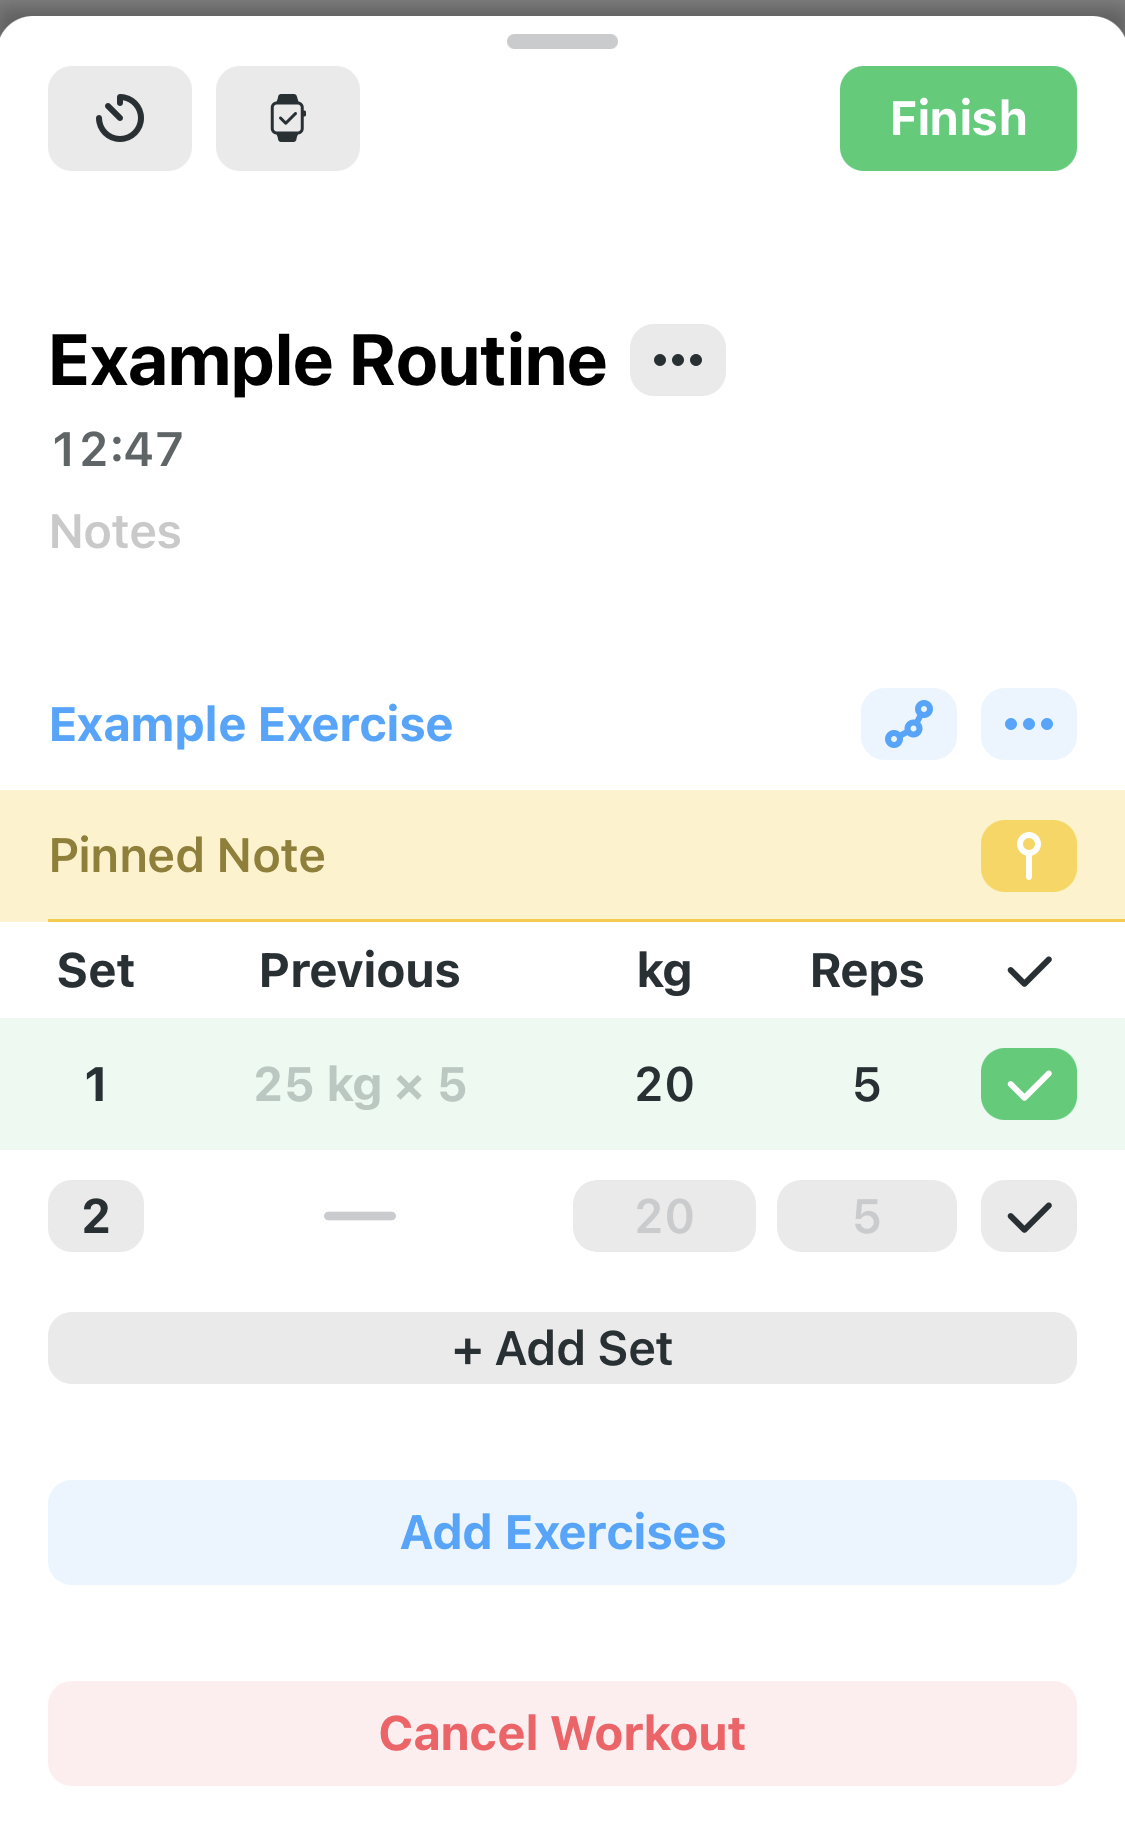 Finish
Example Routine
12:47
Notes
Example Exercise
Pinned Note
Set Previous kg Reps
1 25 kg × 5 20 5
2 — 20 5
+ Add Set
Add Exercises
Cancel Workout